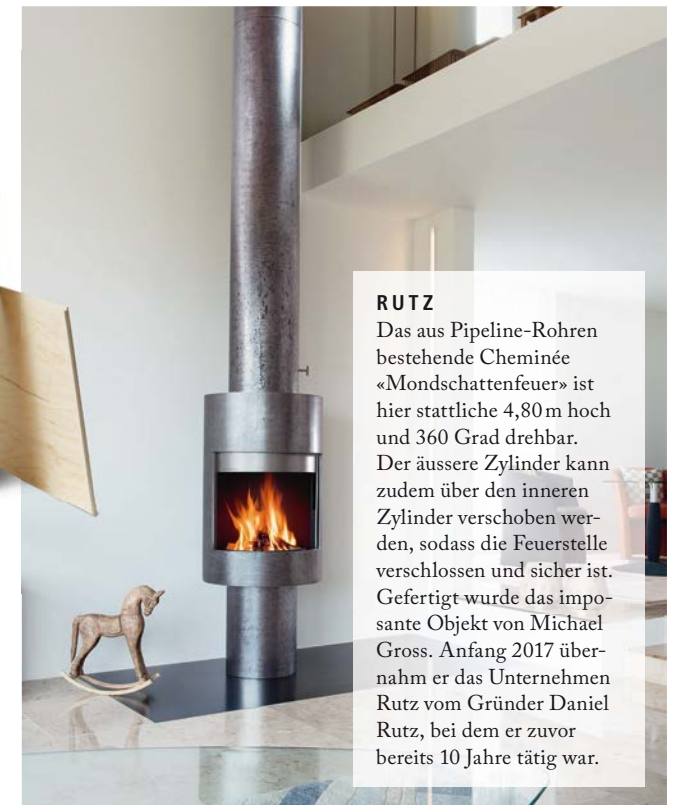 RUTZ
Das aus Pipeline-Rohren
bestehende Cheminée
«Mondschattenfeuer» ist
hier stattliche 4,80 m hoch
und 360 Grad drehbar.
Der äussere Zylinder kann
zudem über den inneren
Zylinder verschoben wer-
den, sodass die Feuerstelle
verschlossen und sicher ist.
Gefertigt wurde das impo-
sante Objekt von Michael
Gross. Anfang 2017 über-
nahm er das Unternehmen
Rutz vom Gründer Daniel
Rutz, bei dem er zuvor
bereits 10 Jahre tätig war.